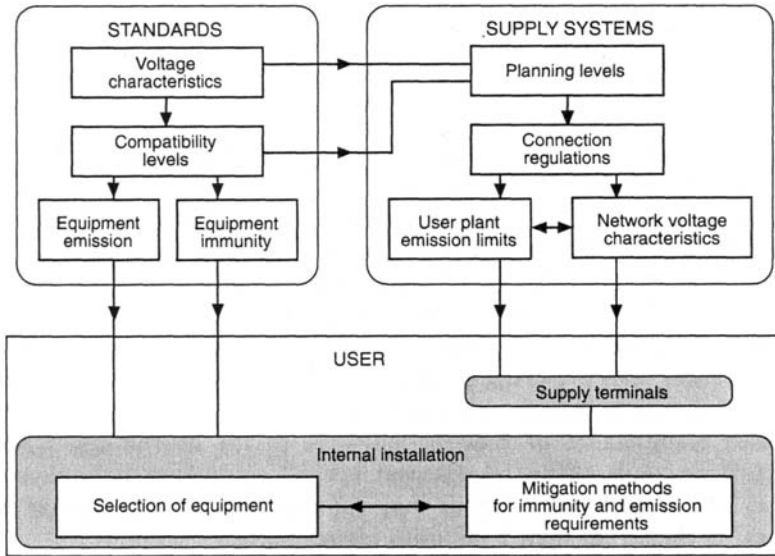 STANDARDS
Voltage
characteristics
Compatibility
levels
Equipment
emission
Equipment
immunity
SUPPLY SYSTEMS
Planning levels
Connection
regulations
User plant
emission limits
Network voltage
characteristics
USER
Supply terminals
Internal installation
Selection of equipment
Mitigation methods
for immunity and emission
requirements